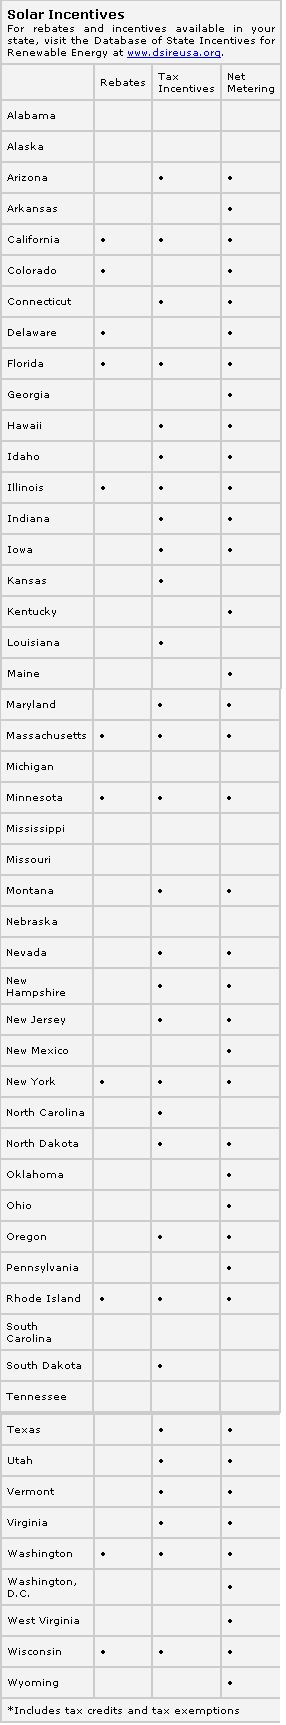 Solar Incentives
For rebates and incentives available in your
state, visit the Database of State Incentives for
Renewable Energy at www.dsireusa.org.
Rebates Tax Incentives Net Metering
Alabama
Alaska
Arizona • •
Arkansas •
California • • •
Colorado • •
Connecticut • •
Delaware • •
Florida • • •
Georgia •
Hawaii • •
Idaho • •
Illinois • • •
Indiana • •
Iowa • •
Kansas •
Kentucky •
Louisiana •
Maine •
Maryland • •
Massachusetts • • •
Michigan
Minnesota • • •
Mississippi
Missouri
Montana • •
Nebraska
Nevada • •
New
Hampshire • •
New Jersey • •
New Mexico •
New York • • •
North Carolina •
North Dakota • •
Oklahoma •
Ohio •
Oregon • •
Pennsylvania •
Rhode Island • • •
South
Carolina
South Dakota •
Tennessee
Texas • •
Utah • •
Vermont • •
Virginia • •
Washington • • •
Washington,
D.C. •
West Virginia •
Wisconsin • • •
Wyoming •
*Includes tax credits and tax exemptions